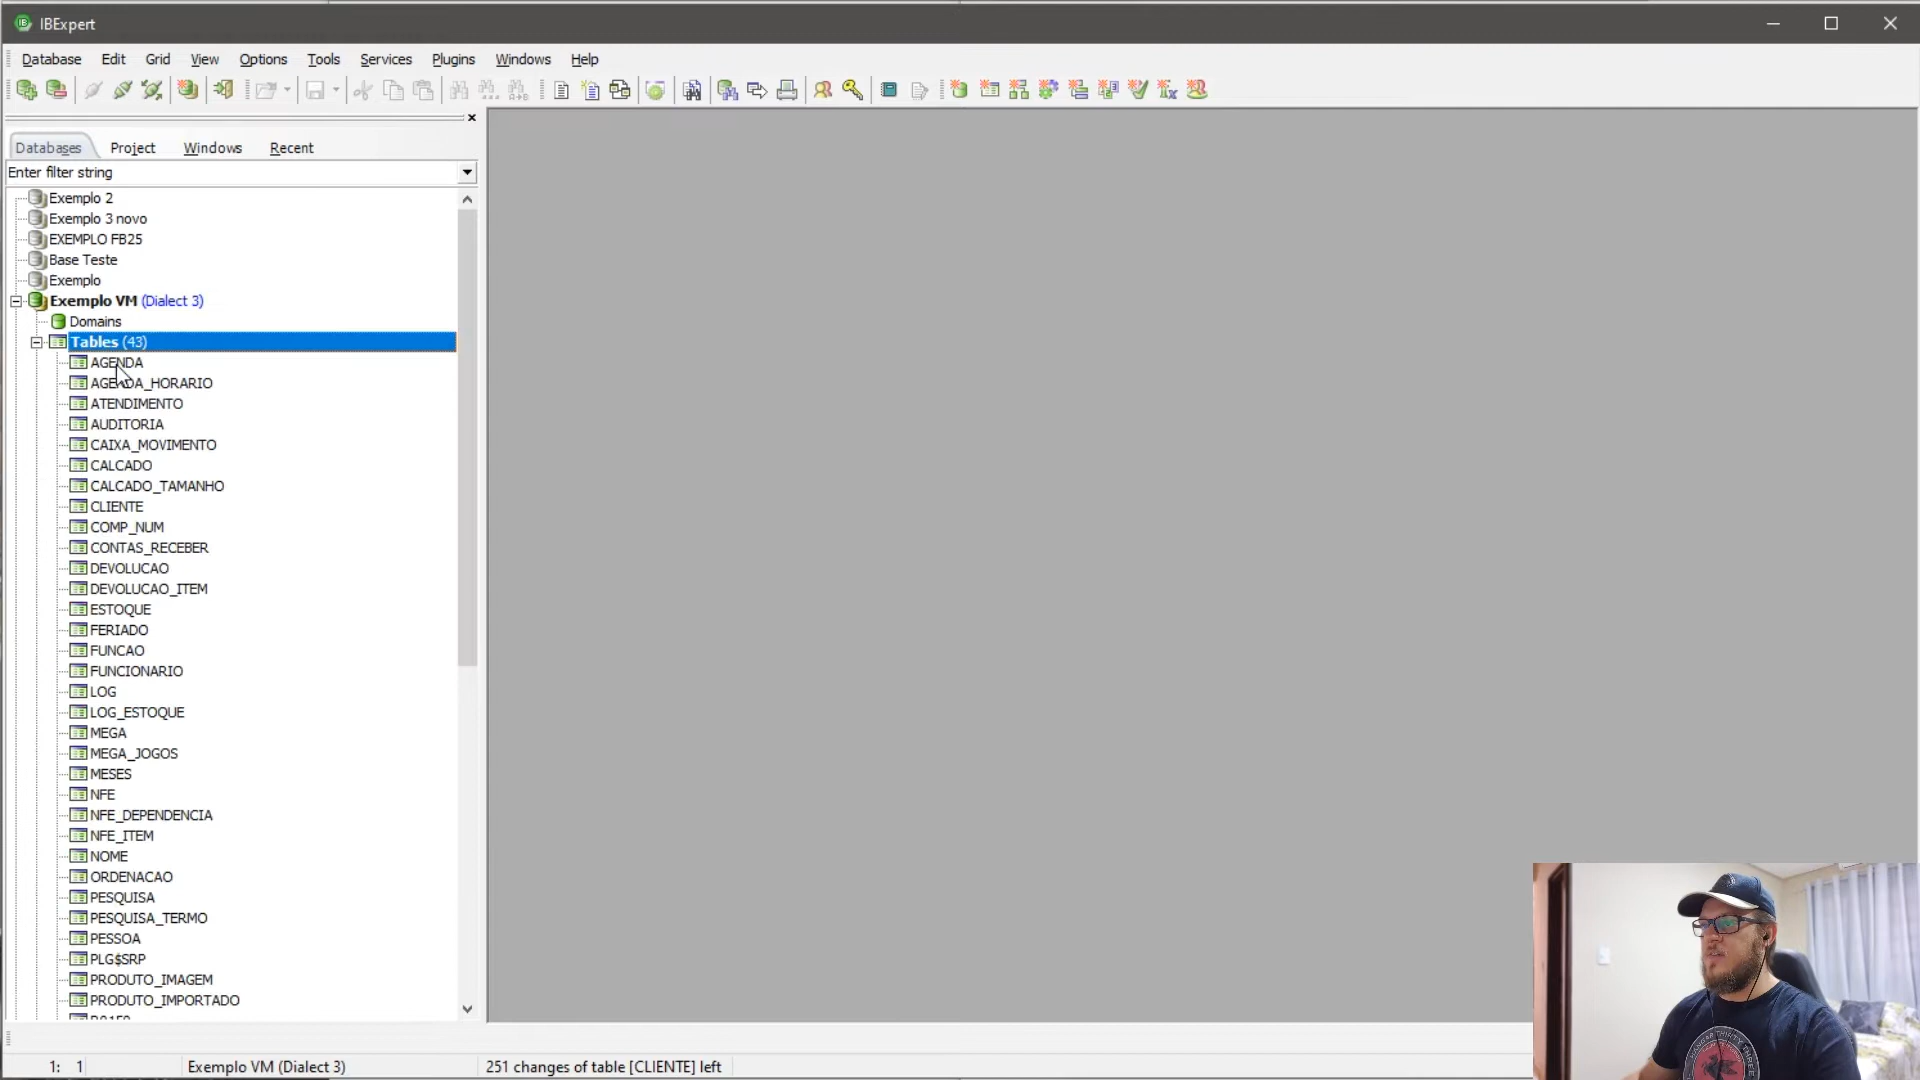 IBExpert
Database Edit Grid View Options Tools Services Plugins Windows Help
Databases Project Windows Recent
Enter filter string
Exemplo 2
Exemplo 3 novo
EXEMPLO FB25
Base Teste
Exemplo
Exemplo VM (Dialect 3)
Domains
Tables (43)
AGENDA
AGENDA_HORARIO
ATENDIMENTO
AUDITORIA
CAIXA_MOVIMENTO
CALCADO
CALCADO_TAMANHO
CLIENTE
COMP_NUM
CONTAS_RECEBER
DEVOLUCAO
DEVOLUCAO_ITEM
ESTOQUE
FERIADO
FUNCAO
FUNCIONARIO
LOG
LOG_ESTOQUE
MEGA
MEGA_JOGOS
MESES
NFE
NFE_DEPENDENCIA
NFE_ITEM
NOME
ORDENACAO
PESQUISA
PESQUISA_TERMO
PESSOA
PLG$SRP
PRODUTO_IMAGEM
PRODUTO_IMPORTADO
1: 1 Exemplo VM (Dialect 3) 251 changes of table [CLIENTE] left